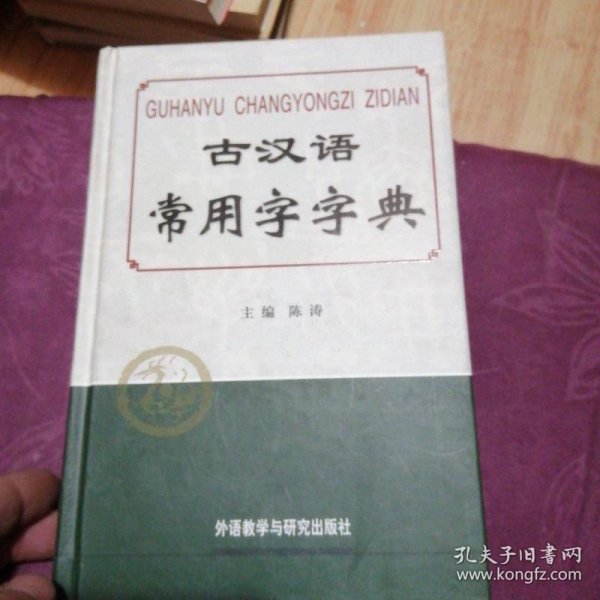 GUHANYU CHANGYONGZI ZIDIAN
古汉语
常用字字典
主编 陈涛
外语教学与研究出版社
孔夫子旧书网
www.kongfz.com